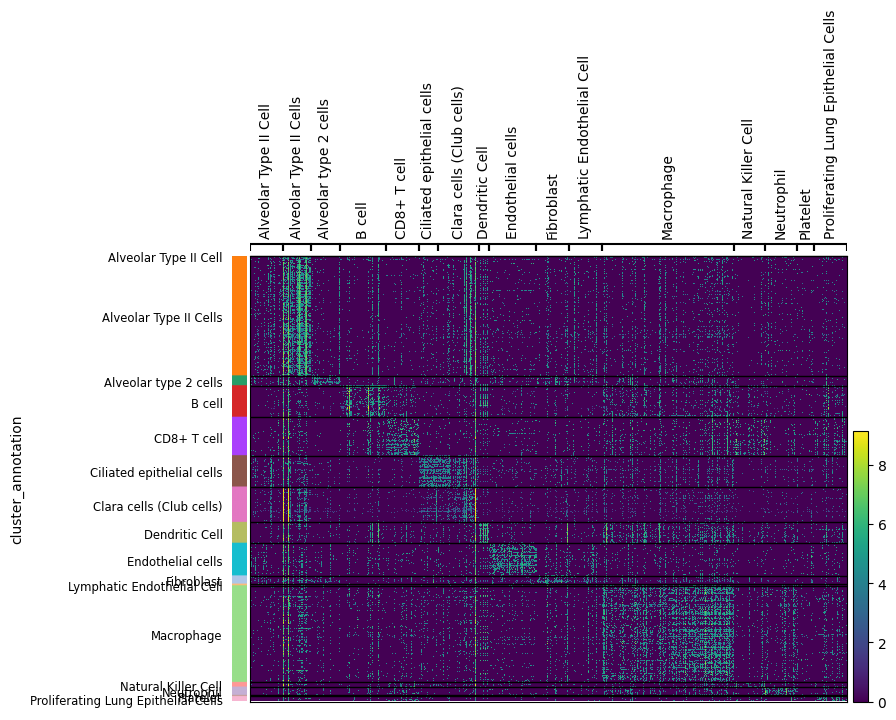 Alveolar Type II Cell
Alveolar Type II Cells
Alveolar type 2 cells
B cell
CD8+ T cell
Ciliated epithelial cells
Clara cells (Club cells)
Dendritic Cell
Endothelial cells
Fibroblast
Lymphatic Endothelial Cell
Macrophage
Natural Killer Cell
Neutrophil
Platelet
Proliferating Lung Epithelial Cells
cluster_annotation
Alveolar Type II Cell
Alveolar Type II Cells
Alveolar type 2 cells
B cell
CD8+ T cell
Ciliated epithelial cells
Clara cells (Club cells)
Dendritic Cell
Endothelial cells
Fibroblast
Lymphatic Endothelial Cell
Macrophage
Natural Killer Cell
Neutrophil
Platelet
Proliferating Lung Epithelial Cells
8
6
4
2
0